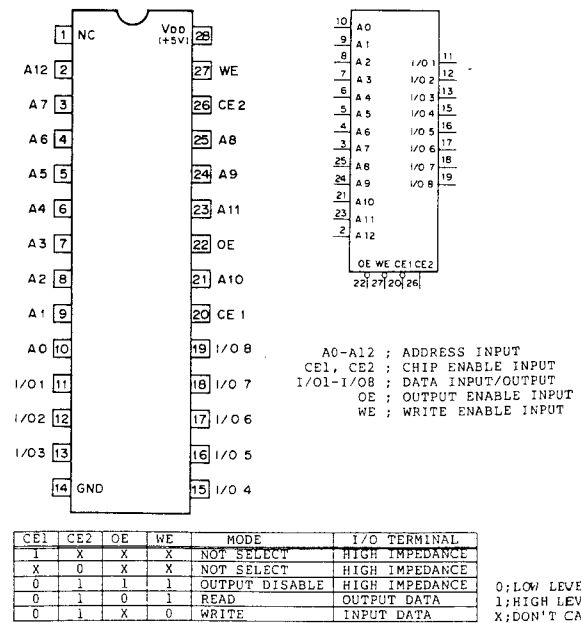 1 NC VDD (+5V) 28
A12 2 27 WE
A7 3 26 CE2
A6 4 25 A8
A5 5 24 A9
A4 6 23 A11
A3 7 22 OE
A2 8 21 A10
A1 9 20 CE1
A0 10 19 I/O8
I/O1 11 18 I/O7
I/O2 12 17 I/O6
I/O3 13 16 I/O5
14 GND 15 I/O4
10 A0
9 A1
8 A2 I/O1 11
7 A3 I/O2 12
6 A4 I/O3 13
5 A5 I/O4 15
4 A6 I/O5 16
3 A7 I/O6 17
25 A8 I/O7 18
24 A9 I/O8 19
21 A10
23 A11
2 A12
OE WE CE1 CE2
22 27 20 26
A0-A12 ; ADDRESS INPUT
CE1, CE2 ; CHIP ENABLE INPUT
I/O1-I/O8 ; DATA INPUT/OUTPUT
OE ; OUTPUT ENABLE INPUT
WE ; WRITE ENABLE INPUT
CE1 CE2 OE WE MODE I/O TERMINAL
1 X X X NOT SELECT HIGH IMPEDANCE
X 0 X X NOT SELECT HIGH IMPEDANCE
0 1 1 1 OUTPUT DISABLE HIGH IMPEDANCE
0 1 0 1 READ OUTPUT DATA
0 1 X 0 WRITE INPUT DATA
0;LOW LEVE
1;HIGH LEV
X;DON'T CA